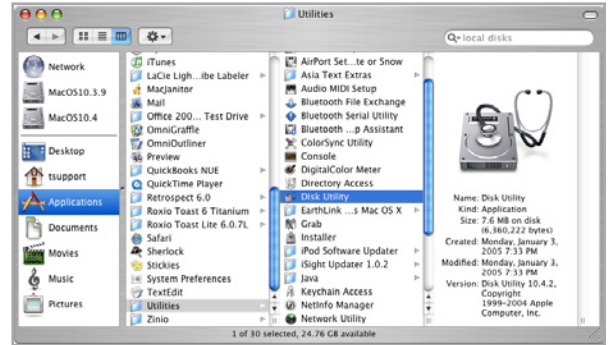 Utilities
local disks
Network
MacOS10.3.9
MacOS10.4
Desktop
tsupport
Applications
Documents
Movies
Music
Pictures
iTunes
LaCie Ligh...ibe Labeler
MacJanitor
Mail
Office 200... Test Drive
OmniGraffle
OmniOutliner
Preview
QuickBooks NUE
QuickTime Player
Retrospect 6.0
Roxio Toast 6 Titanium
Roxio Toast Lite 6.0.7L
Safari
Sherlock
Stickies
System Preferences
TextEdit
Utilities
Zinio
AirPort Set...te or Snow
Asia Text Extras
Audio MIDI Setup
Bluetooth File Exchange
Bluetooth Serial Utility
Bluetooth ...p Assistant
ColorSync Utility
Console
DigitalColor Meter
Directory Access
Disk Utility
EarthLink ...s Mac OS X
Grab
Installer
iPod Software Updater
iSight Updater 1.0.2
Java
Keychain Access
NetInfo Manager
Network Utility
Name: Disk Utility
Kind: Application
Size: 7.6 MB on disk
(6,360,222 bytes)
Created: Monday, January 3,
2005 7:33 PM
Modified: Monday, January 3,
2005 7:33 PM
Version: Disk Utility 10.4.2,
Copyright
1999-2004 Apple
Computer, Inc.
1 of 30 selected, 24.76 GB available